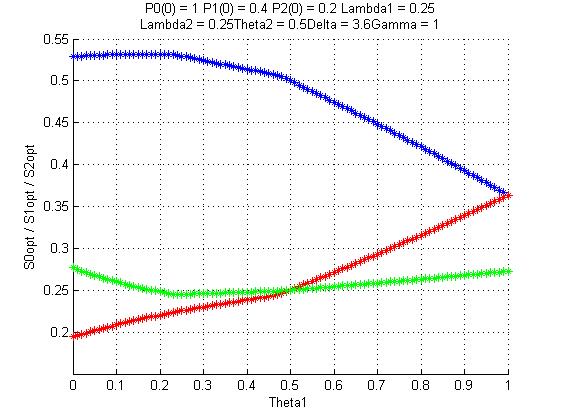 P0(0) = 1 P1(0) = 0.4 P2(0) = 0.2 Lambda1 = 0.25
Lambda2 = 0.25Theta2 = 0.5Delta = 3.6Gamma = 1
0.55
0.5
0.45
0.4
0.35
0.3
0.25
0.2
S0opt / S1opt / S2opt
0 0.1 0.2 0.3 0.4 0.5 0.6 0.7 0.8 0.9 1
Theta1